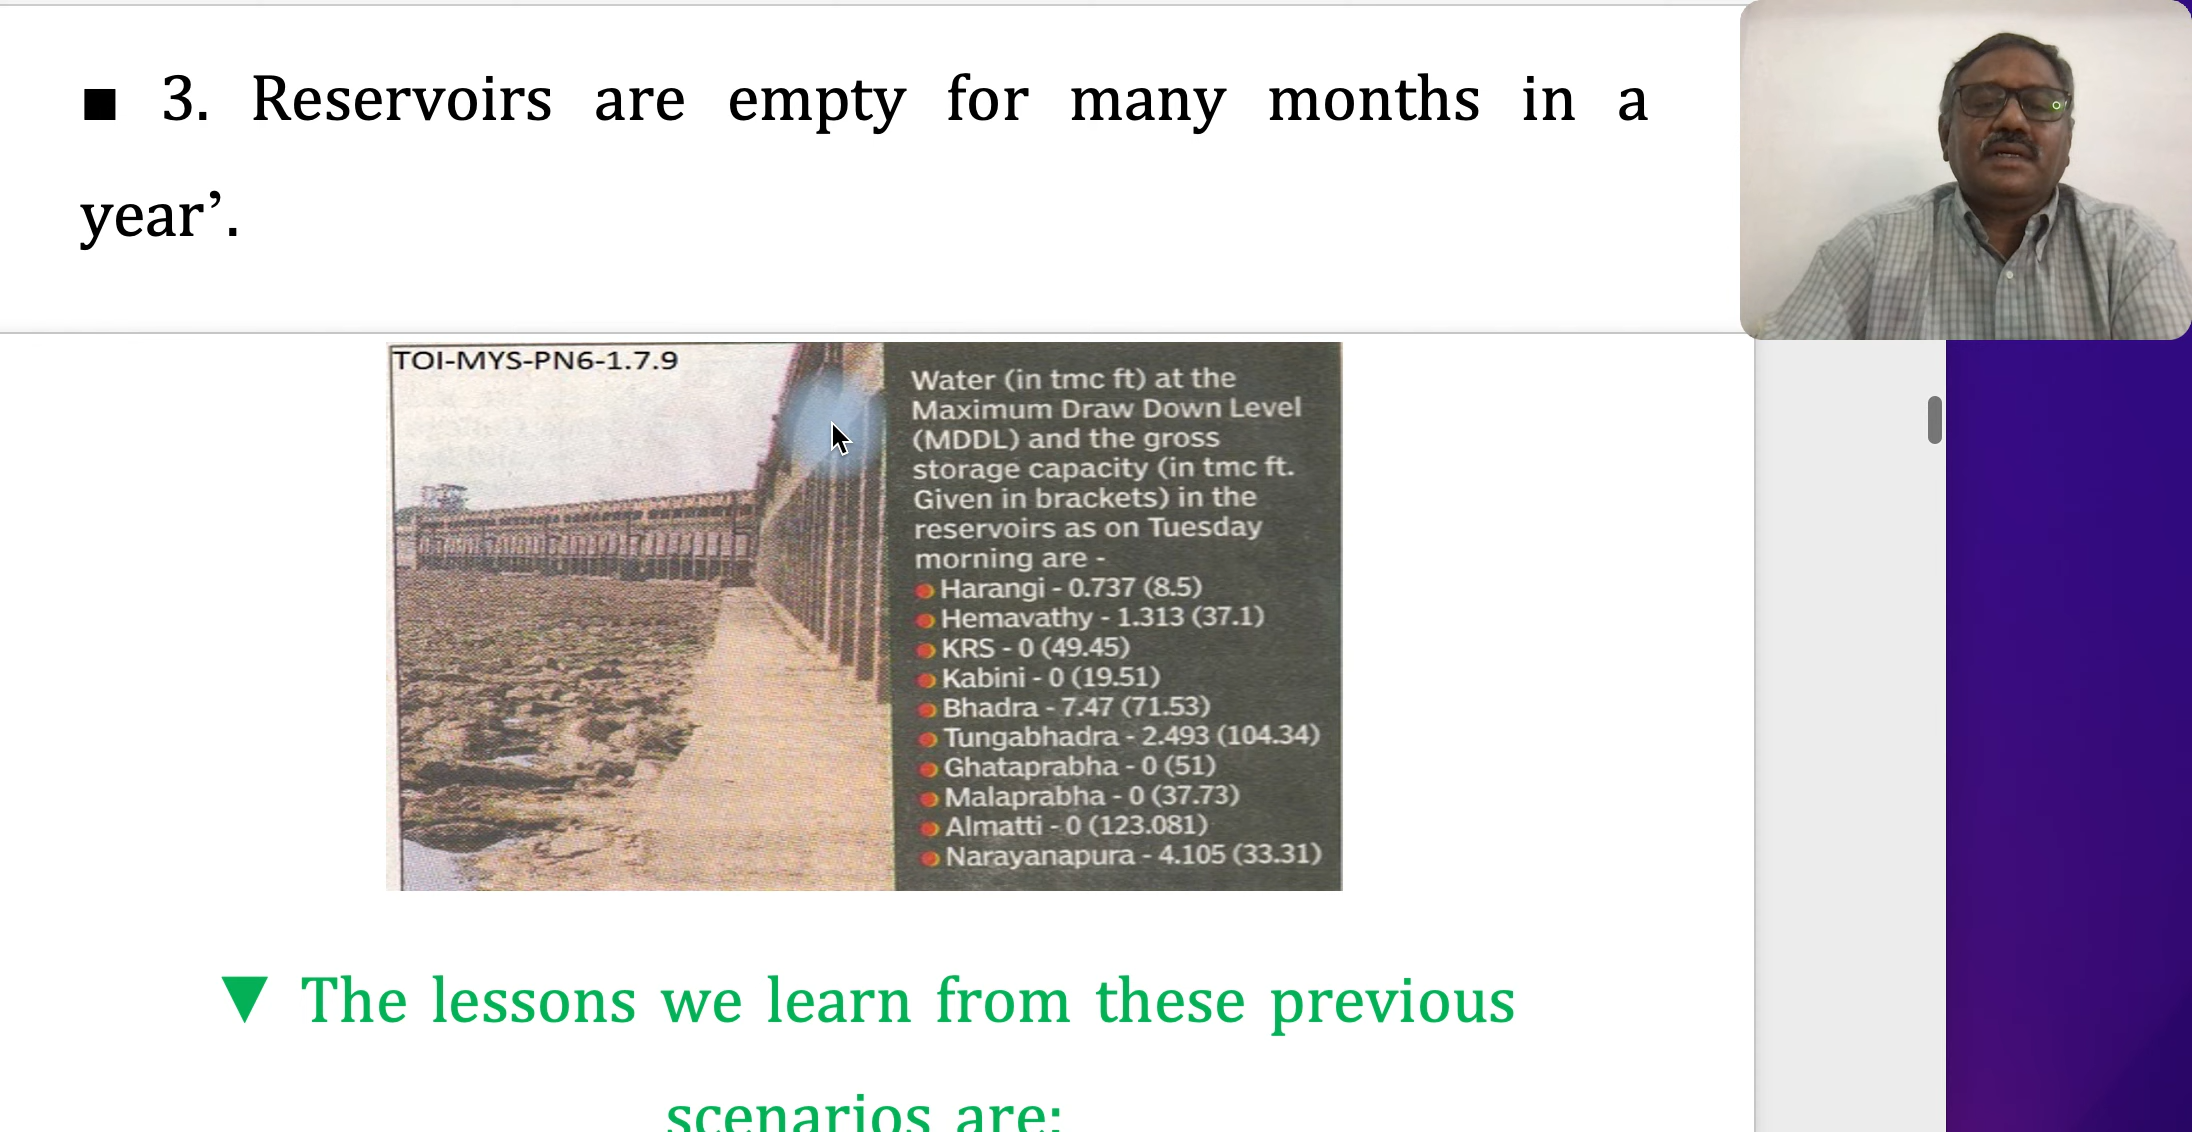 ■ 3. Reservoirs are empty for many months in a
year’.
TOI-MYS-PN6-1.7.9
Water (in tmc ft) at the
Maximum Draw Down Level
(MDDL) and the gross
storage capacity (in tmc ft.
Given in brackets) in the
reservoirs as on Tuesday
morning are -
Harangi - 0.737 (8.5)
Hemavathy - 1.313 (37.1)
KRS - 0 (49.45)
Kabini - 0 (19.51)
Bhadra - 7.47 (71.53)
Tungabhadra - 2.493 (104.34)
Ghataprabha - 0 (51)
Malaprabha - 0 (37.73)
Almatti - 0 (123.081)
Narayanapura - 4.105 (33.31)
▼ The lessons we learn from these previous
scenarios are: